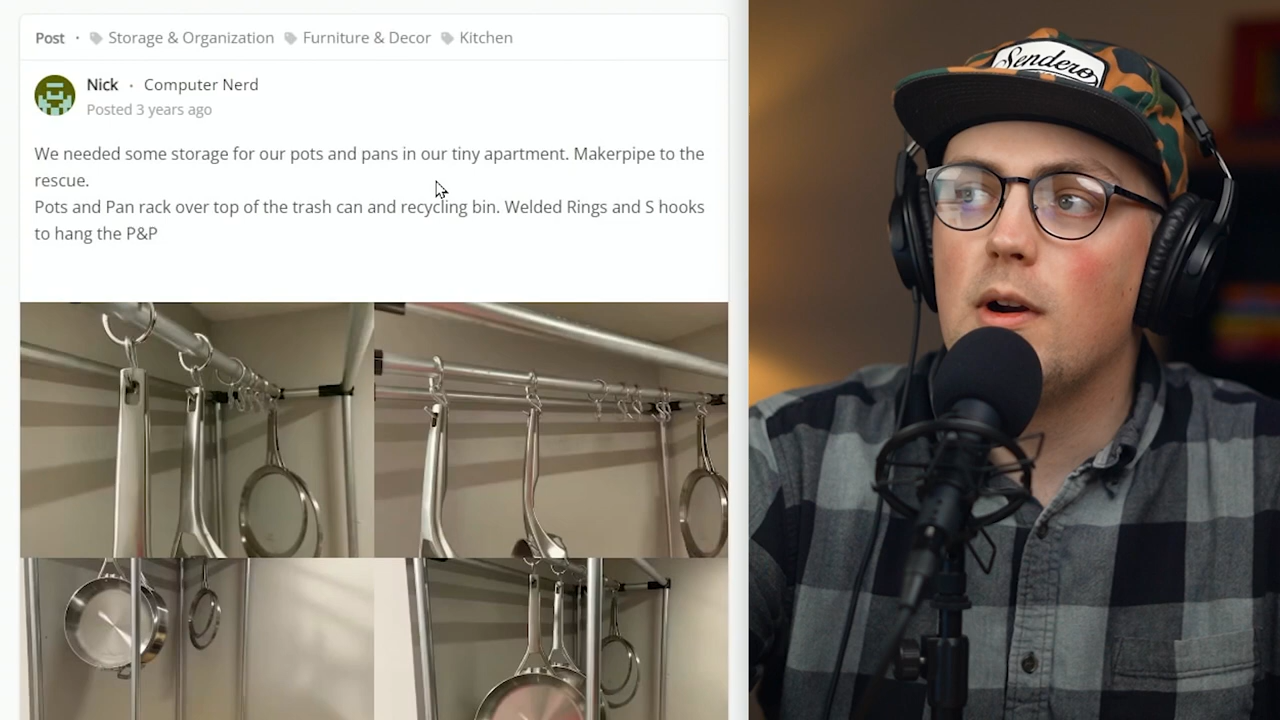 Post · Storage & Organization Furniture & Decor Kitchen
Nick · Computer Nerd
Posted 3 years ago
We needed some storage for our pots and pans in our tiny apartment. Makerpipe to the
rescue.
Pots and Pan rack over top of the trash can and recycling bin. Welded Rings and S hooks
to hang the P&P
Sendero